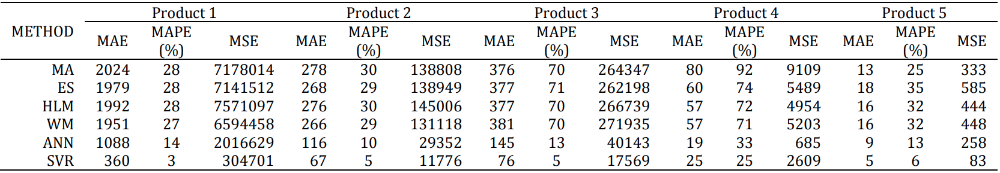 Product 1 Product 2 Product 3 Product 4 Product 5
METHOD MAE MAPE (%) MSE MAE MAPE (%) MSE MAE MAPE (%) MSE MAE MAPE (%) MSE MAE MAPE (%) MSE
MA 2024 28 7178014 278 30 138808 376 70 264347 80 92 9109 13 25 333
ES 1979 28 7141512 268 29 138949 377 71 262198 60 74 5489 18 35 585
HLM 1992 28 7571097 276 30 145006 377 70 266739 57 72 4954 16 32 444
WM 1951 27 6594458 266 29 131118 381 70 271935 57 71 5203 16 32 448
ANN 1088 14 2016629 116 10 29352 145 13 40143 19 33 685 9 13 258
SVR 360 3 304701 67 5 11776 76 5 17569 25 25 2609 5 6 83